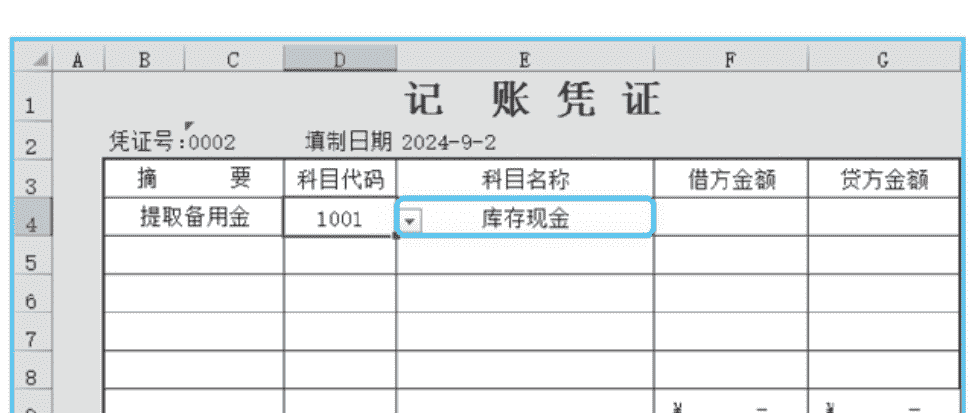 A B C D E F G
1 记 账 凭 证
2 凭证号:0002 填制日期 2024-9-2
3 摘 要 科目代码 科目名称 借方金额 贷方金额
4 提取备用金 1001 库存现金
5
6
7
8
¥ - ¥ -